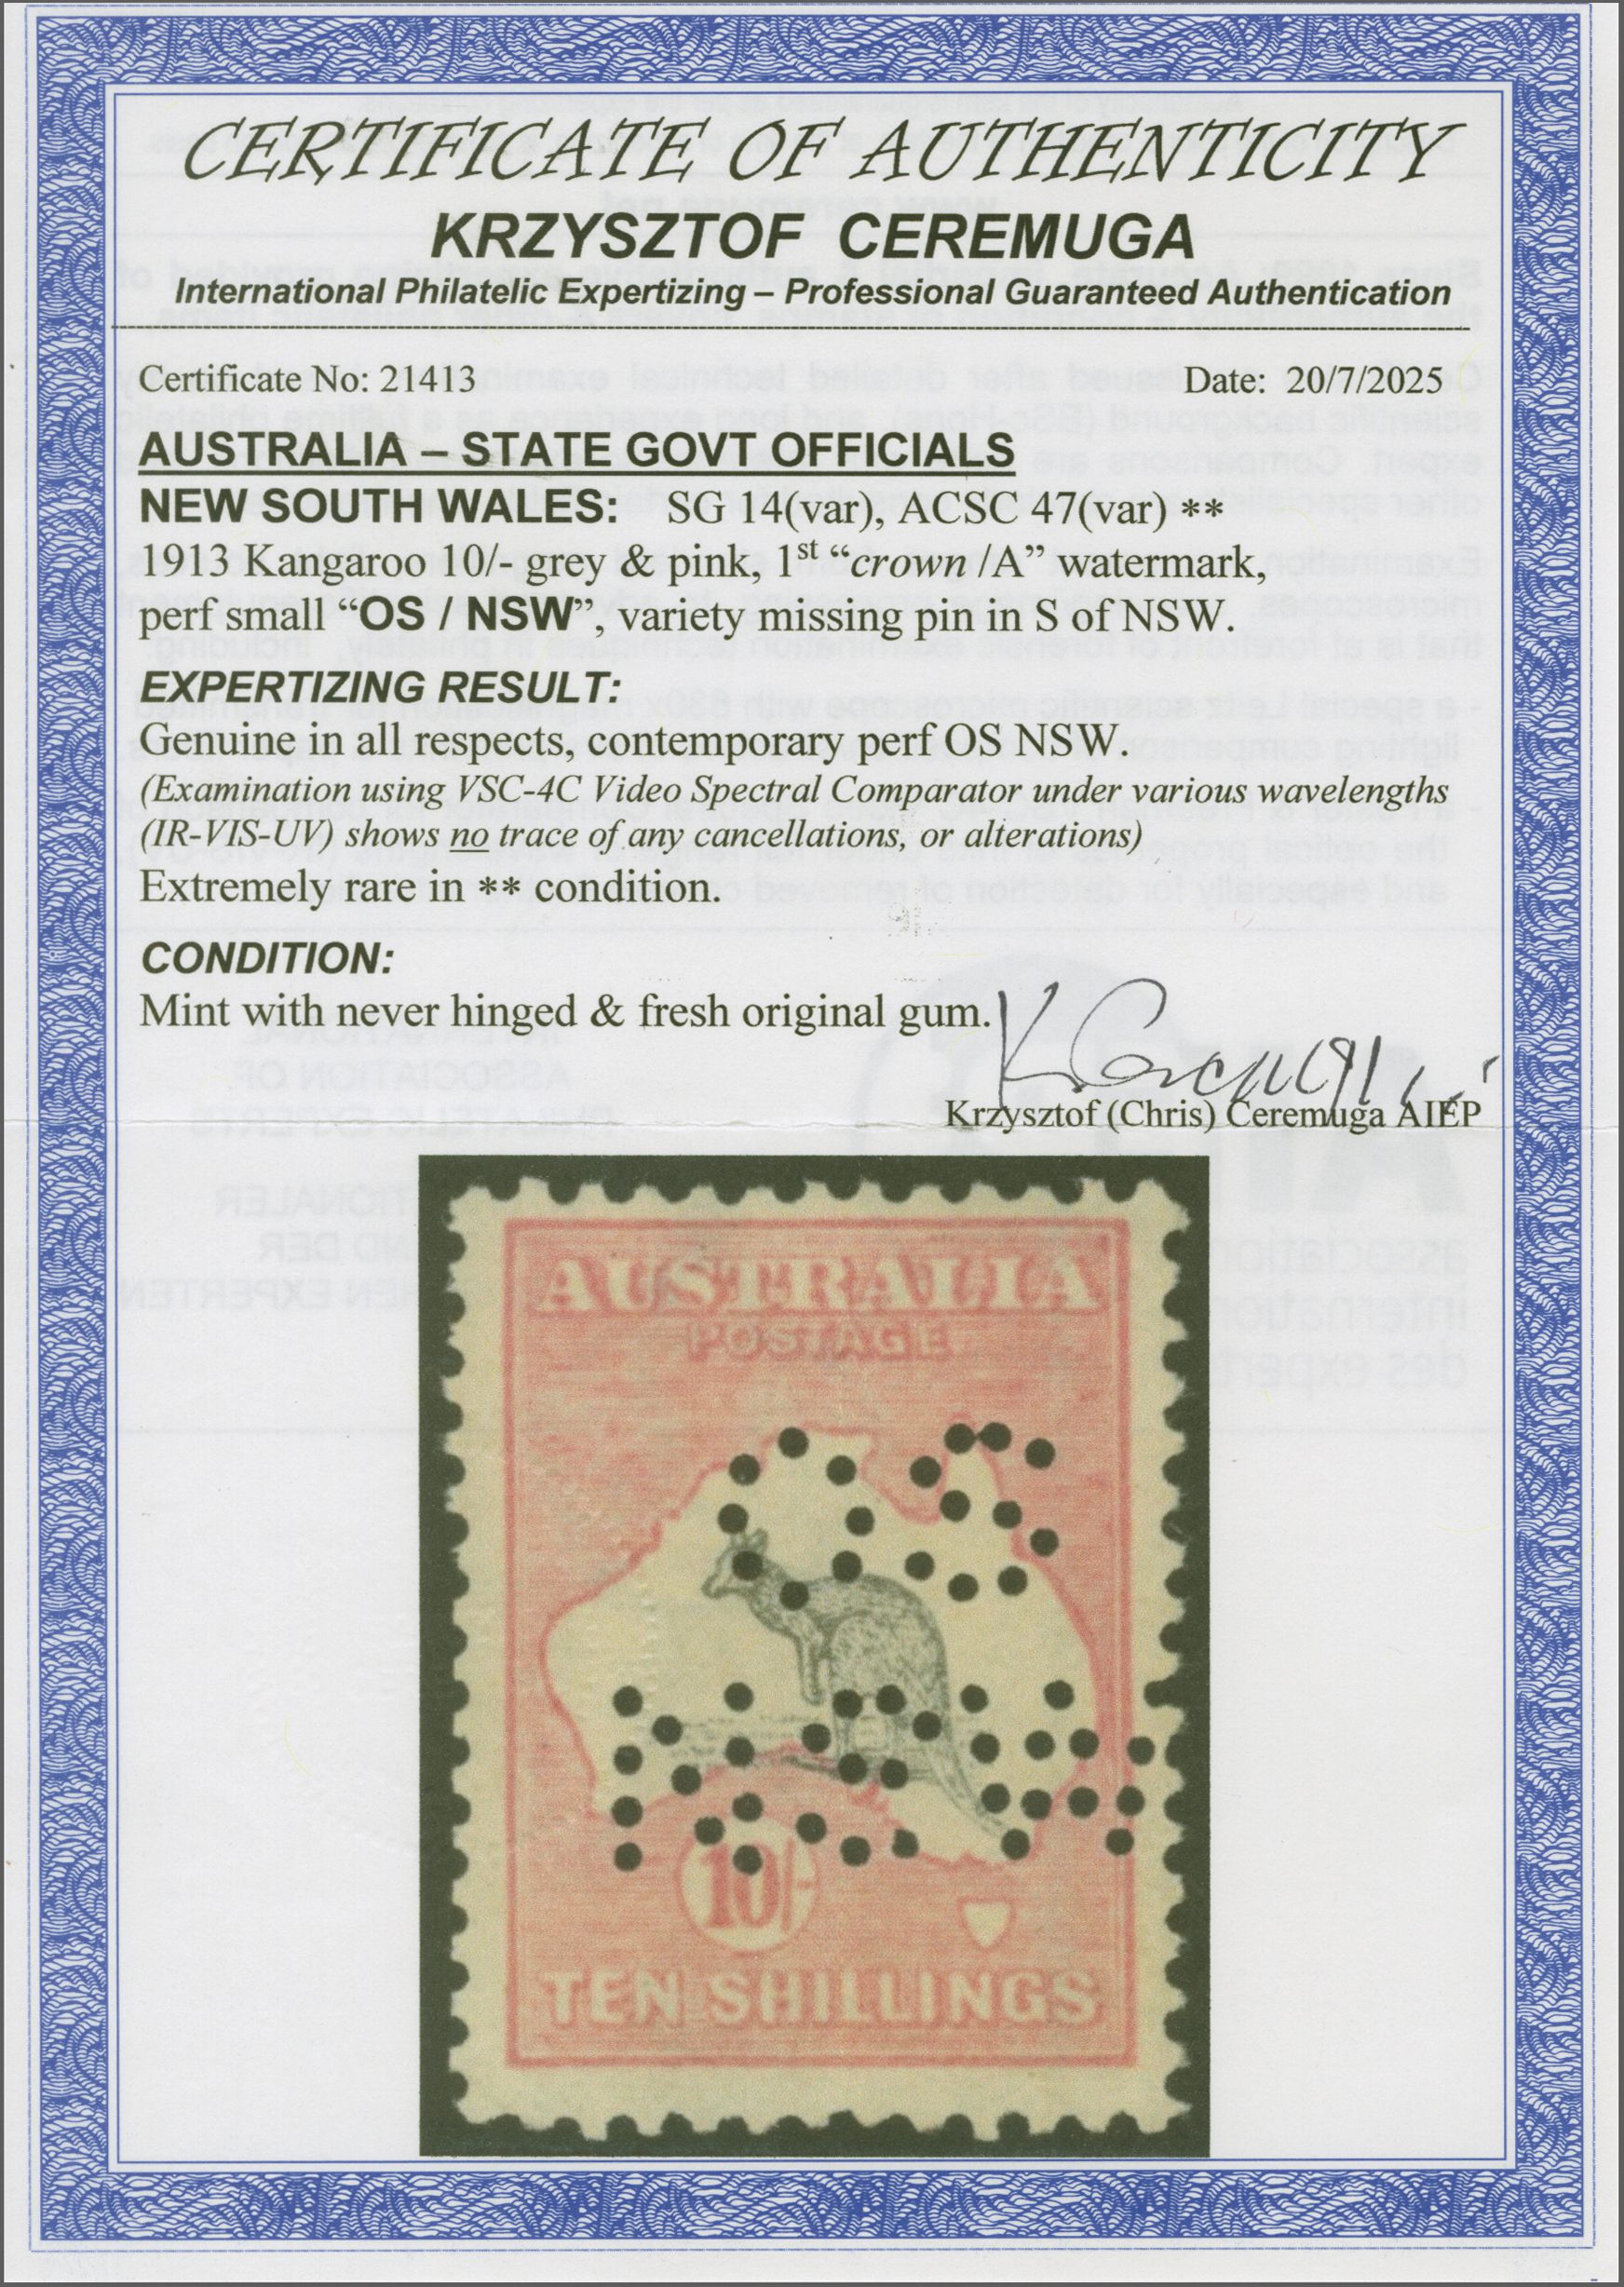 CERTIFICATE OF AUTHENTICITY
KRZYSZTOF CEREMUGA
International Philatelic Expertizing – Professional Guaranteed Authentication
Certificate No: 21413 Date: 20/7/2025
AUSTRALIA – STATE GOVT OFFICIALS
NEW SOUTH WALES: SG 14(var), ACSC 47(var) **
1913 Kangaroo 10/- grey & pink, 1st “crown /A” watermark,
perf small “OS / NSW”, variety missing pin in S of NSW.
EXPERTIZING RESULT:
Genuine in all respects, contemporary perf OS NSW.
(Examination using VSC-4C Video Spectral Comparator under various wavelengths
(IR-VIS-UV) shows no trace of any cancellations, or alterations)
Extremely rare in ** condition.
CONDITION:
Mint with never hinged & fresh original gum.
Krzysztof (Chris) Ceremuga AIEP
AUSTRALIA
POSTAGE
OS
NSW
10/-
TEN SHILLINGS